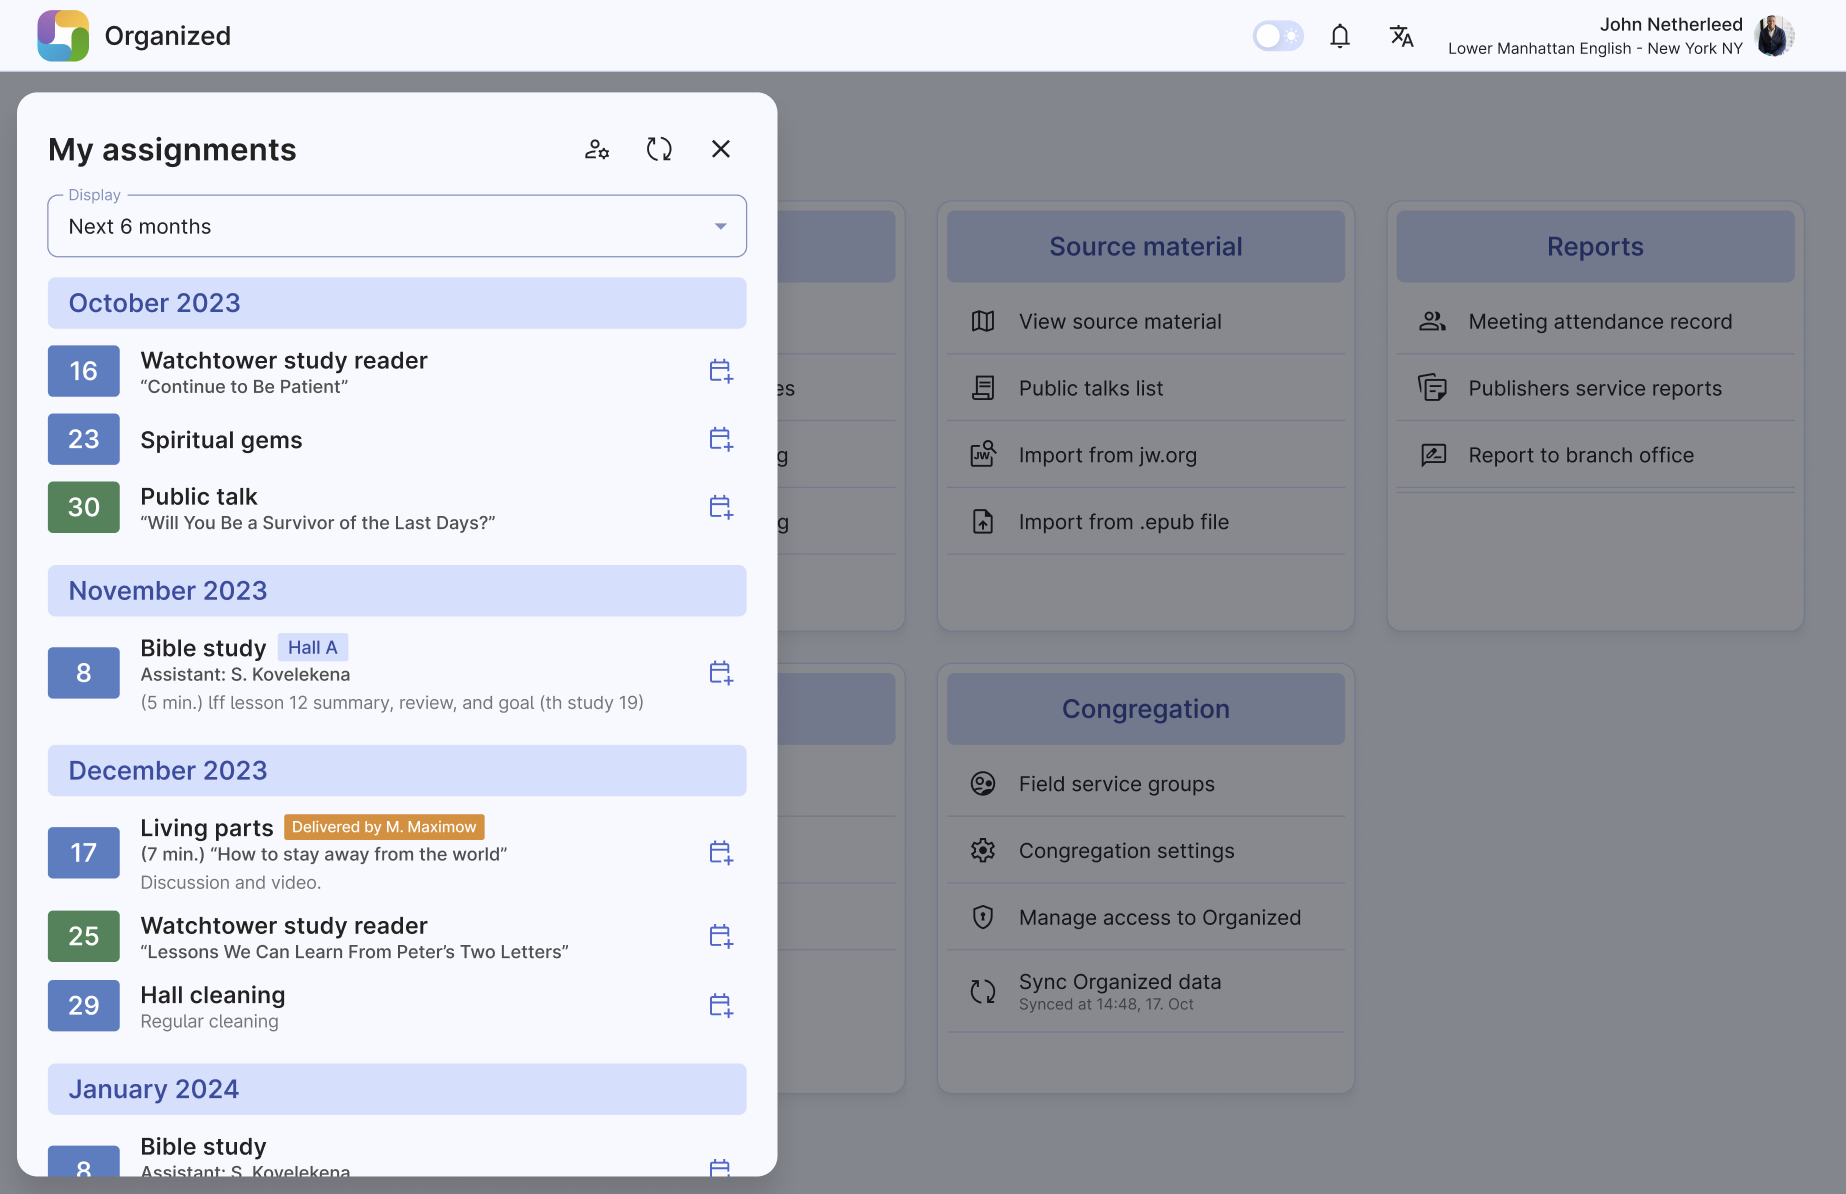 Organized
John Netherleed
Lower Manhattan English - New York NY
My assignments
Display
Next 6 months
October 2023
16
Watchtower study reader
“Continue to Be Patient”
23
Spiritual gems
30
Public talk
“Will You Be a Survivor of the Last Days?”
November 2023
8
Bible study Hall A
Assistant: S. Kovelekena
(5 min.) lff lesson 12 summary, review, and goal (th study 19)
December 2023
17
Living parts Delivered by M. Maximow
(7 min.) “How to stay away from the world”
Discussion and video.
25
Watchtower study reader
“Lessons We Can Learn From Peter’s Two Letters”
29
Hall cleaning
Regular cleaning
January 2024
8
Bible study
Assistant: S. Kovelekena
Source material
View source material
Public talks list
JW
Import from jw.org
Import from .epub file
Reports
Meeting attendance record
Publishers service reports
Report to branch office
Congregation
Field service groups
Congregation settings
Manage access to Organized
Sync Organized data
Synced at 14:48, 17. Oct